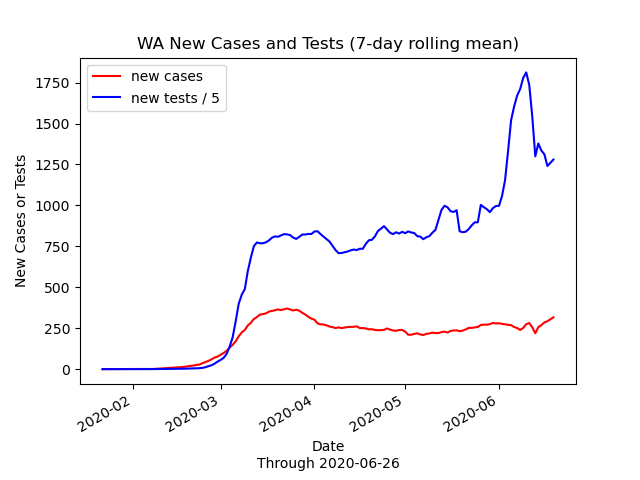 WA New Cases and Tests (7-day rolling mean)
new cases
new tests / 5
New Cases or Tests
1750
1500
1250
1000
750
500
250
0
2020-02
2020-03
2020-04
2020-05
2020-06
Date
Through 2020-06-26